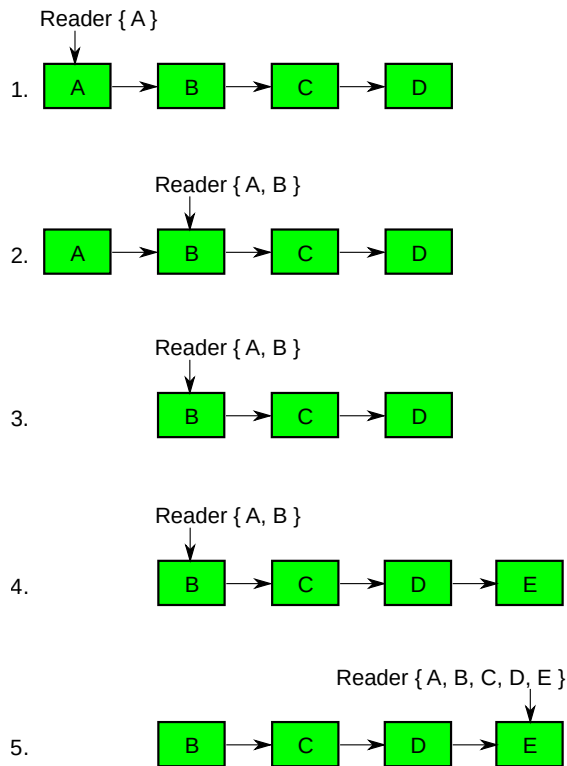 Reader { A }
1. A B C D
Reader { A, B }
2. A B C D
Reader { A, B }
3. B C D
Reader { A, B }
4. B C D E
Reader { A, B, C, D, E }
5. B C D E